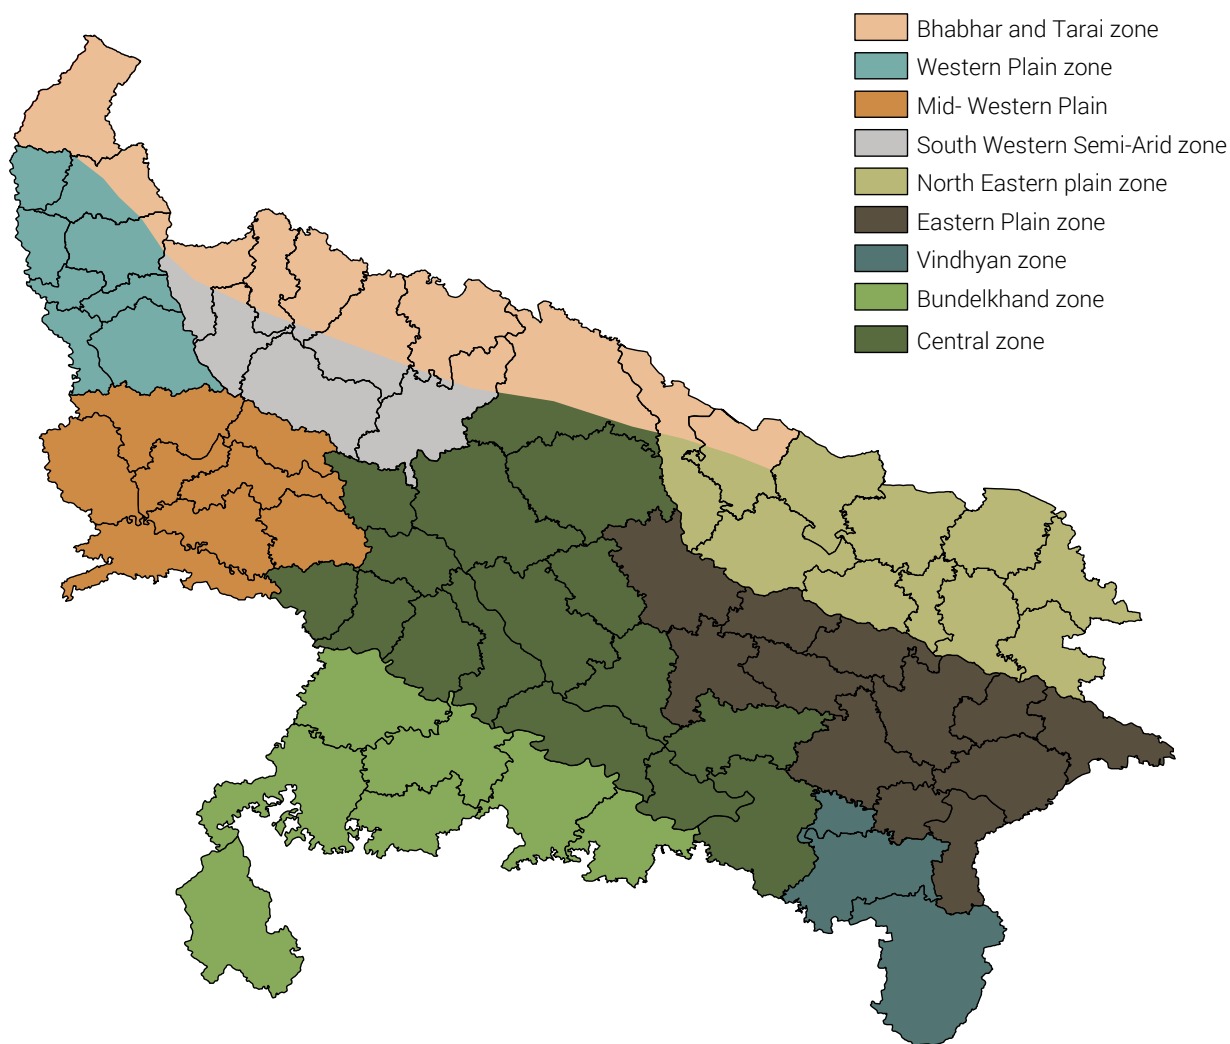 Bhabhar and Tarai zone
Western Plain zone
Mid- Western Plain
South Western Semi-Arid zone
North Eastern plain zone
Eastern Plain zone
Vindhyan zone
Bundelkhand zone
Central zone